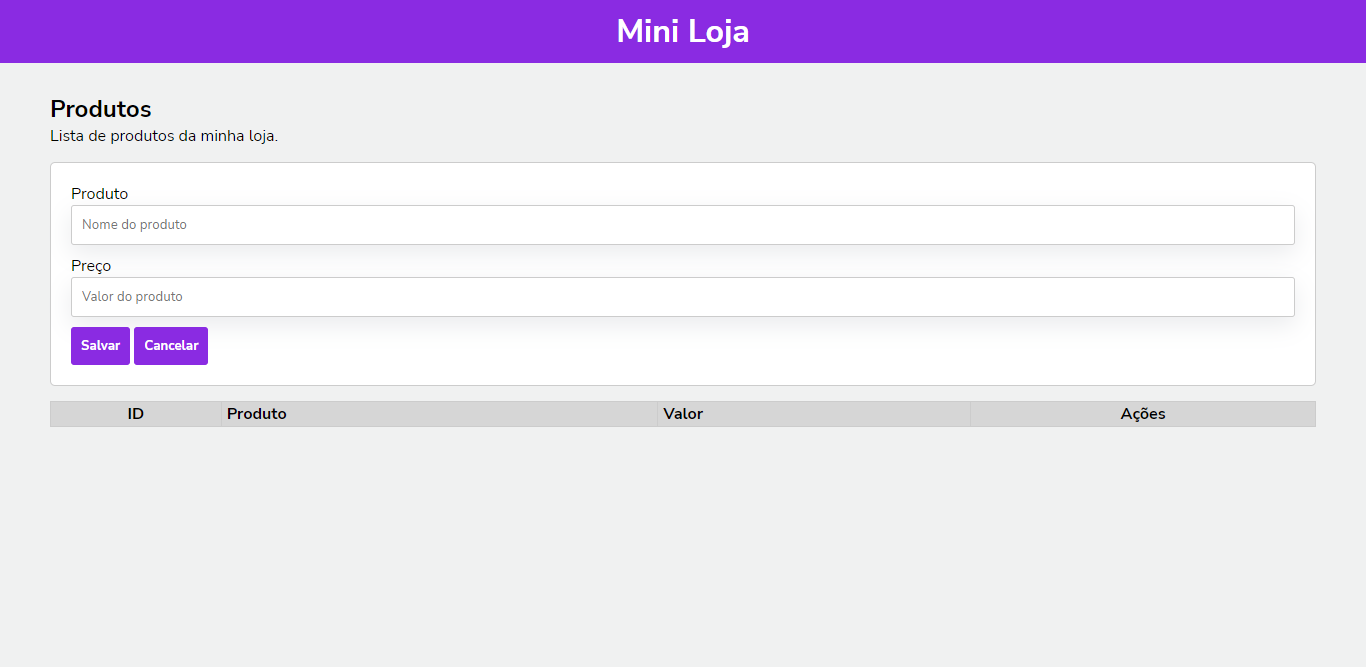 Mini Loja
Produtos
Lista de produtos da minha loja.
Produto
Nome do produto
Preço
Valor do produto
Salvar Cancelar
ID Produto Valor Ações